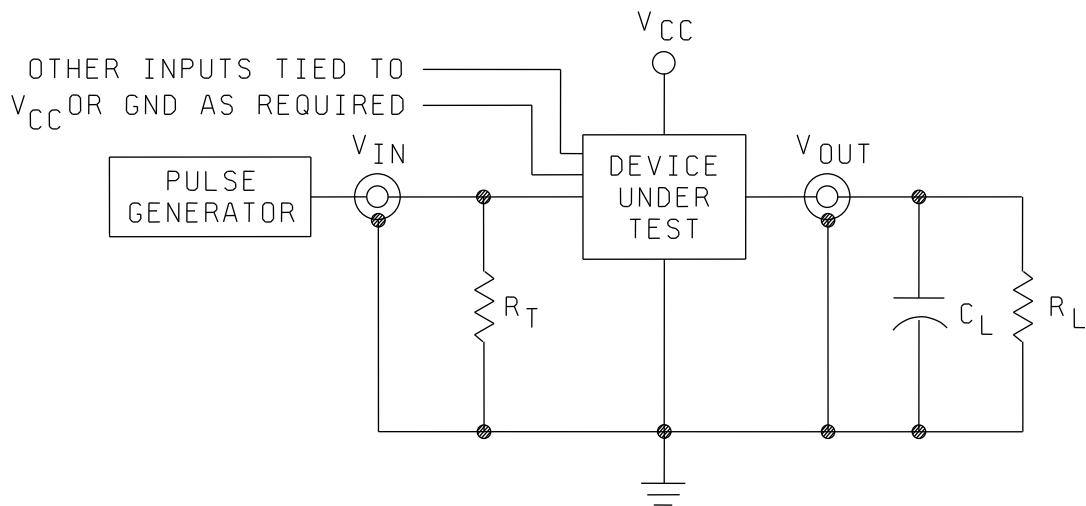 V_CC
OTHER INPUTS TIED TO
V_CC OR GND AS REQUIRED
V_IN
V_OUT
PULSE
GENERATOR
DEVICE
UNDER
TEST
R_T
C_L
R_L